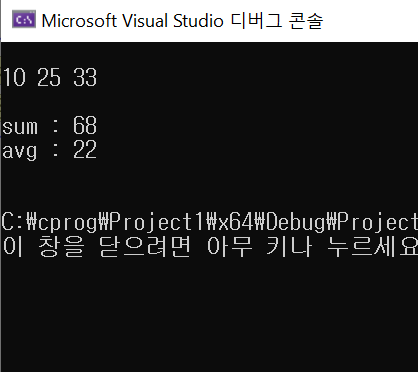 C:\ Microsoft Visual Studio 디버그 콘솔
10 25 33
sum : 68
avg : 22
C:₩cprog₩Project1₩x64₩Debug₩Project
이 창을 닫으려면 아무 키나 누르세요